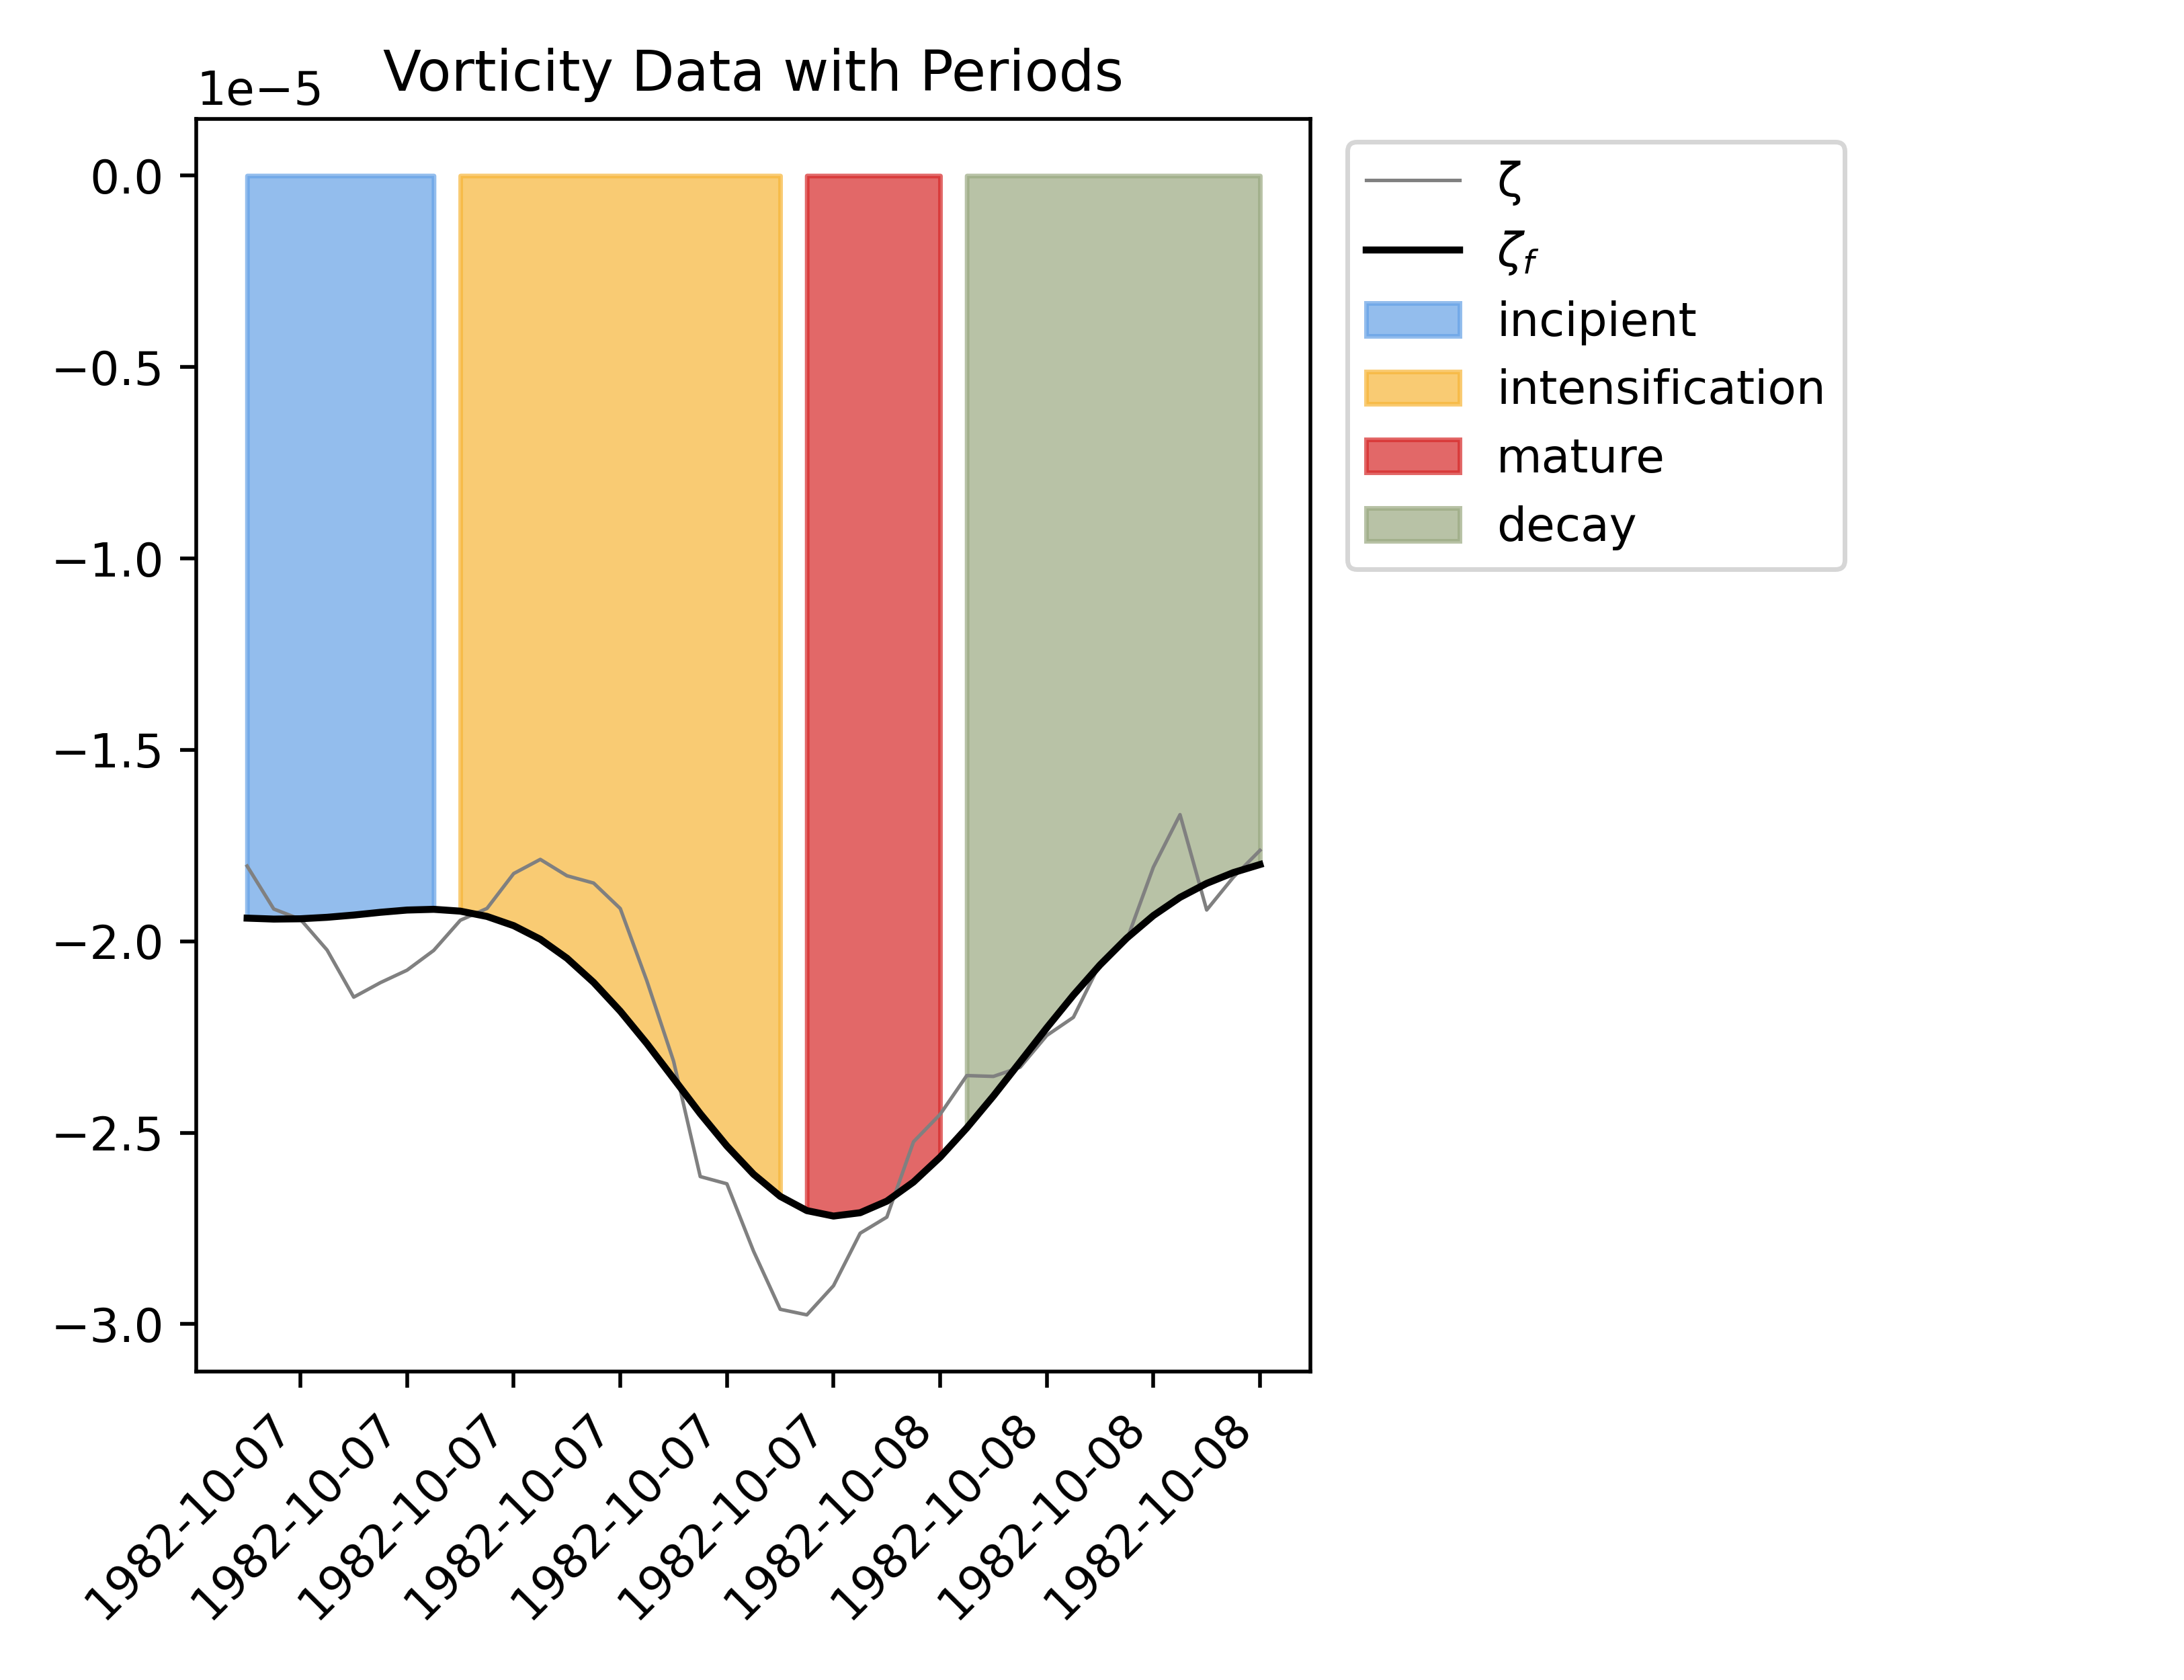 Vorticity Data with Periods
1e−5
0.0
−0.5
−1.0
−1.5
−2.0
−2.5
−3.0
1982-10-07
1982-10-07
1982-10-07
1982-10-07
1982-10-07
1982-10-07
1982-10-08
1982-10-08
1982-10-08
1982-10-08
ζ
ζf
incipient
intensification
mature
decay